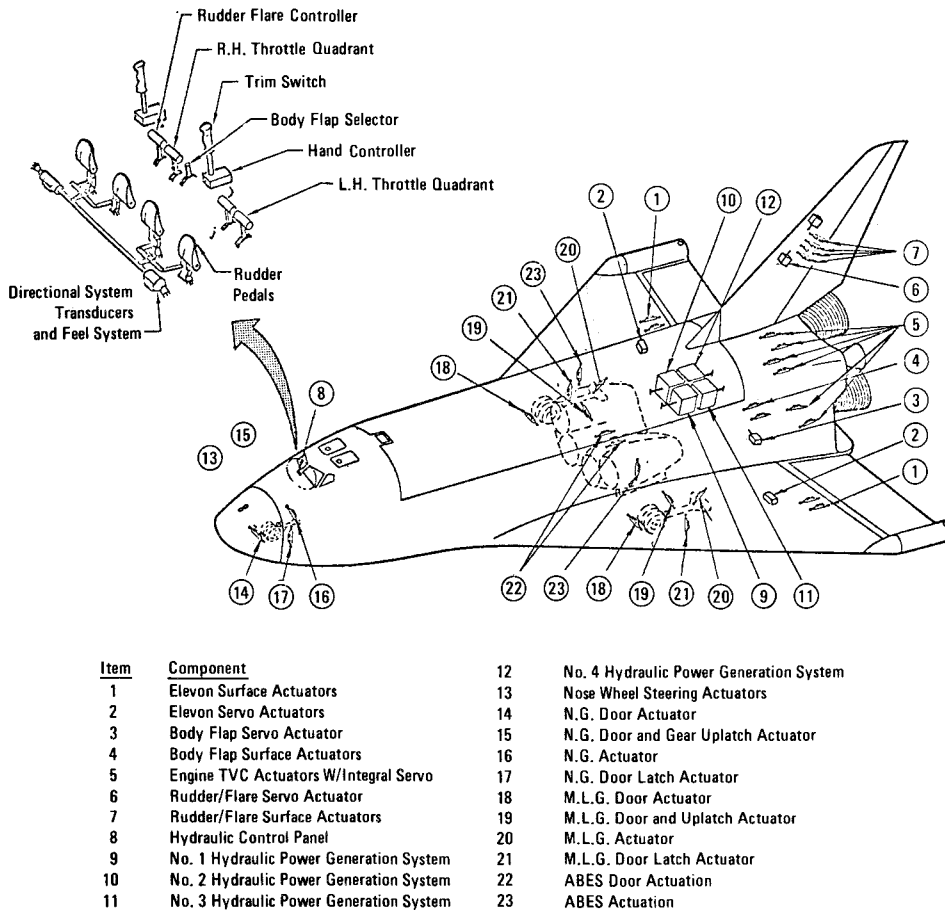 Rudder Flare Controller
R.H. Throttle Quadrant
Trim Switch
Body Flap Selector
Hand Controller
L.H. Throttle Quadrant
Rudder
Pedals
Directional System
Transducers
and Feel System
2
1
10
12
20
23
21
19
18
7
6
5
4
3
2
1
8
15
13
14
17
16
22
23
18
19
21
20
9
11
Item Component
1 Elevon Surface Actuators
2 Elevon Servo Actuators
3 Body Flap Servo Actuator
4 Body Flap Surface Actuators
5 Engine TVC Actuators W/Integral Servo
6 Rudder/Flare Servo Actuator
7 Rudder/Flare Surface Actuators
8 Hydraulic Control Panel
9 No. 1 Hydraulic Power Generation System
10 No. 2 Hydraulic Power Generation System
11 No. 3 Hydraulic Power Generation System
12 No. 4 Hydraulic Power Generation System
13 Nose Wheel Steering Actuators
14 N.G. Door Actuator
15 N.G. Door and Gear Uplatch Actuator
16 N.G. Actuator
17 N.G. Door Latch Actuator
18 M.L.G. Door Actuator
19 M.L.G. Door and Uplatch Actuator
20 M.L.G. Actuator
21 M.L.G. Door Latch Actuator
22 ABES Door Actuation
23 ABES Actuation